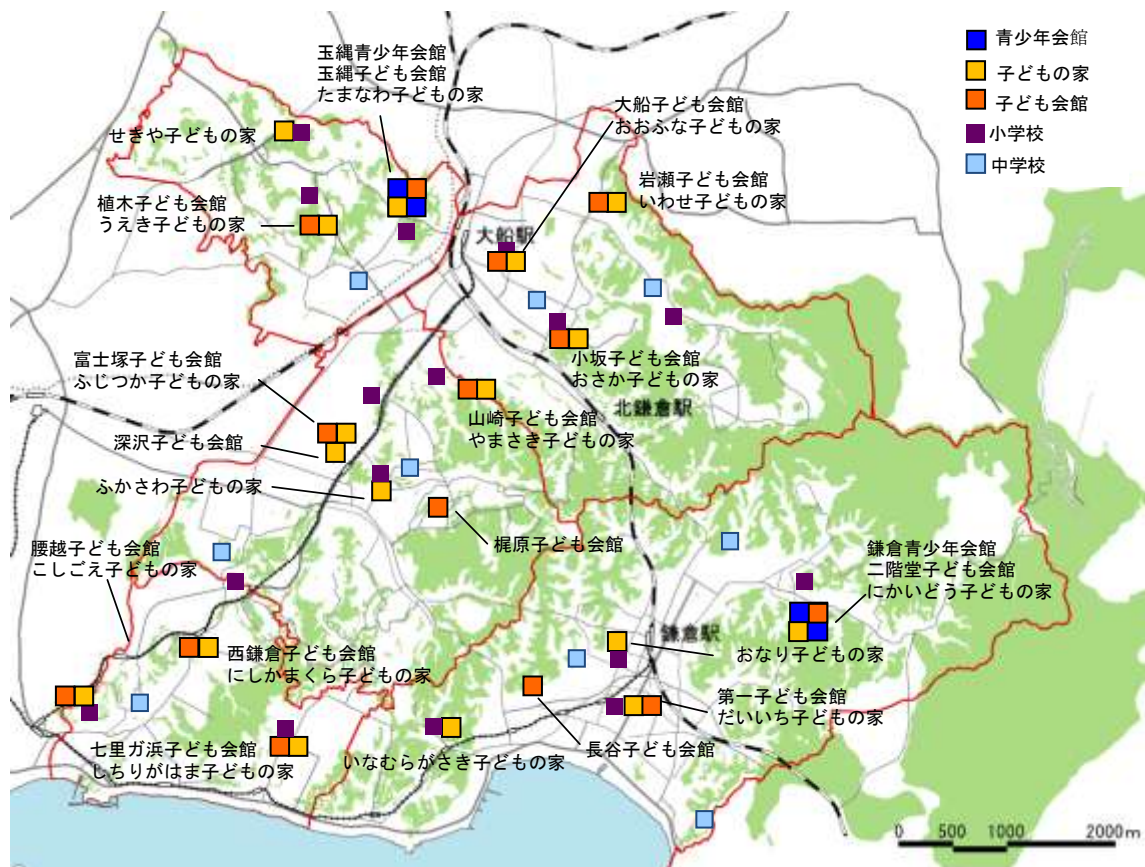 玉縄青少年会館
玉縄子ども会館
たまなわ子どもの家
青少年会館
子どもの家
子ども会館
小学校
中学校
大船子ども会館
おおふな子どもの家
せきや子どもの家
岩瀬子ども会館
いわせ子どもの家
植木子ども会館
うえき子どもの家
大船駅
小坂子ども会館
おさか子どもの家
富士塚子ども会館
ふじつか子どもの家
北鎌倉駅
山崎子ども会館
やまさき子どもの家
深沢子ども会館
ふかさわ子どもの家
梶原子ども会館
腰越子ども会館
こしごえ子どもの家
鎌倉青少年会館
二階堂子ども会館
にかいどう子どもの家
鎌倉駅
おなり子どもの家
西鎌倉子ども会館
にしかまくら子どもの家
第一子ども会館
だいいち子どもの家
七里ガ浜子ども会館
しちりがはま子どもの家
いなむらがさき子どもの家
長谷子ども会館
0 500 1000 2000m